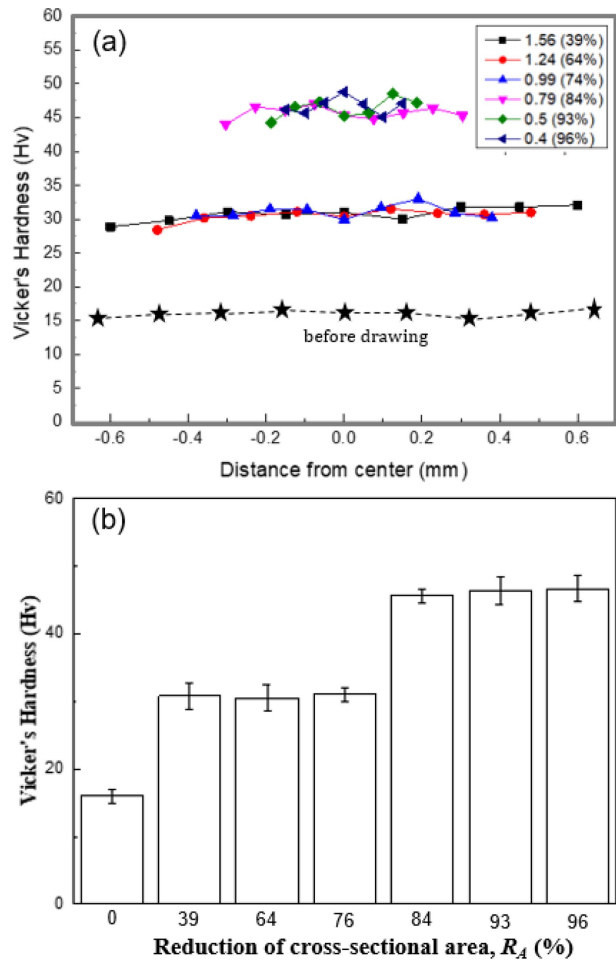 (a)
1.56 (39%)
1.24 (64%)
0.99 (74%)
0.79 (84%)
0.5 (93%)
0.4 (96%)
60
55
50
45
40
35
30
25
20
15
10
5
0
Vicker's Hardness (Hv)
before drawing
-0.6 -0.4 -0.2 0.0 0.2 0.4 0.6
Distance from center (mm)
(b)
60
40
20
0
Vicker's Hardness (Hv)
0 39 64 76 84 93 96
Reduction of cross-sectional area, R_A (%)